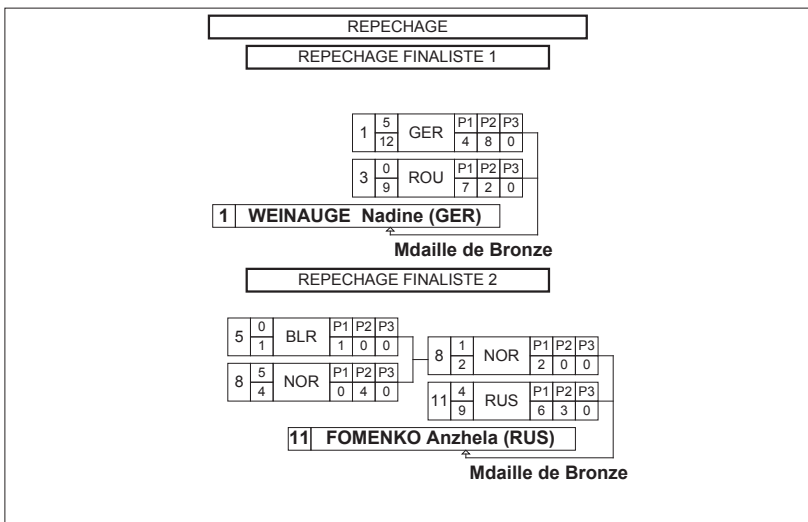 REPECHAGE
REPECHAGE FINALISTE 1
1 5 GER P1 P2 P3
12 4 8 0
3 0 ROU P1 P2 P3
9 7 2 0
1 WEINAUGE Nadine (GER)
Mdaille de Bronze
REPECHAGE FINALISTE 2
5 0 BLR P1 P2 P3
1 1 0 0
8 1 NOR P1 P2 P3
2 2 0 0
8 5 NOR P1 P2 P3
4 0 4 0
11 4 RUS P1 P2 P3
9 6 3 0
11 FOMENKO Anzhela (RUS)
Mdaille de Bronze